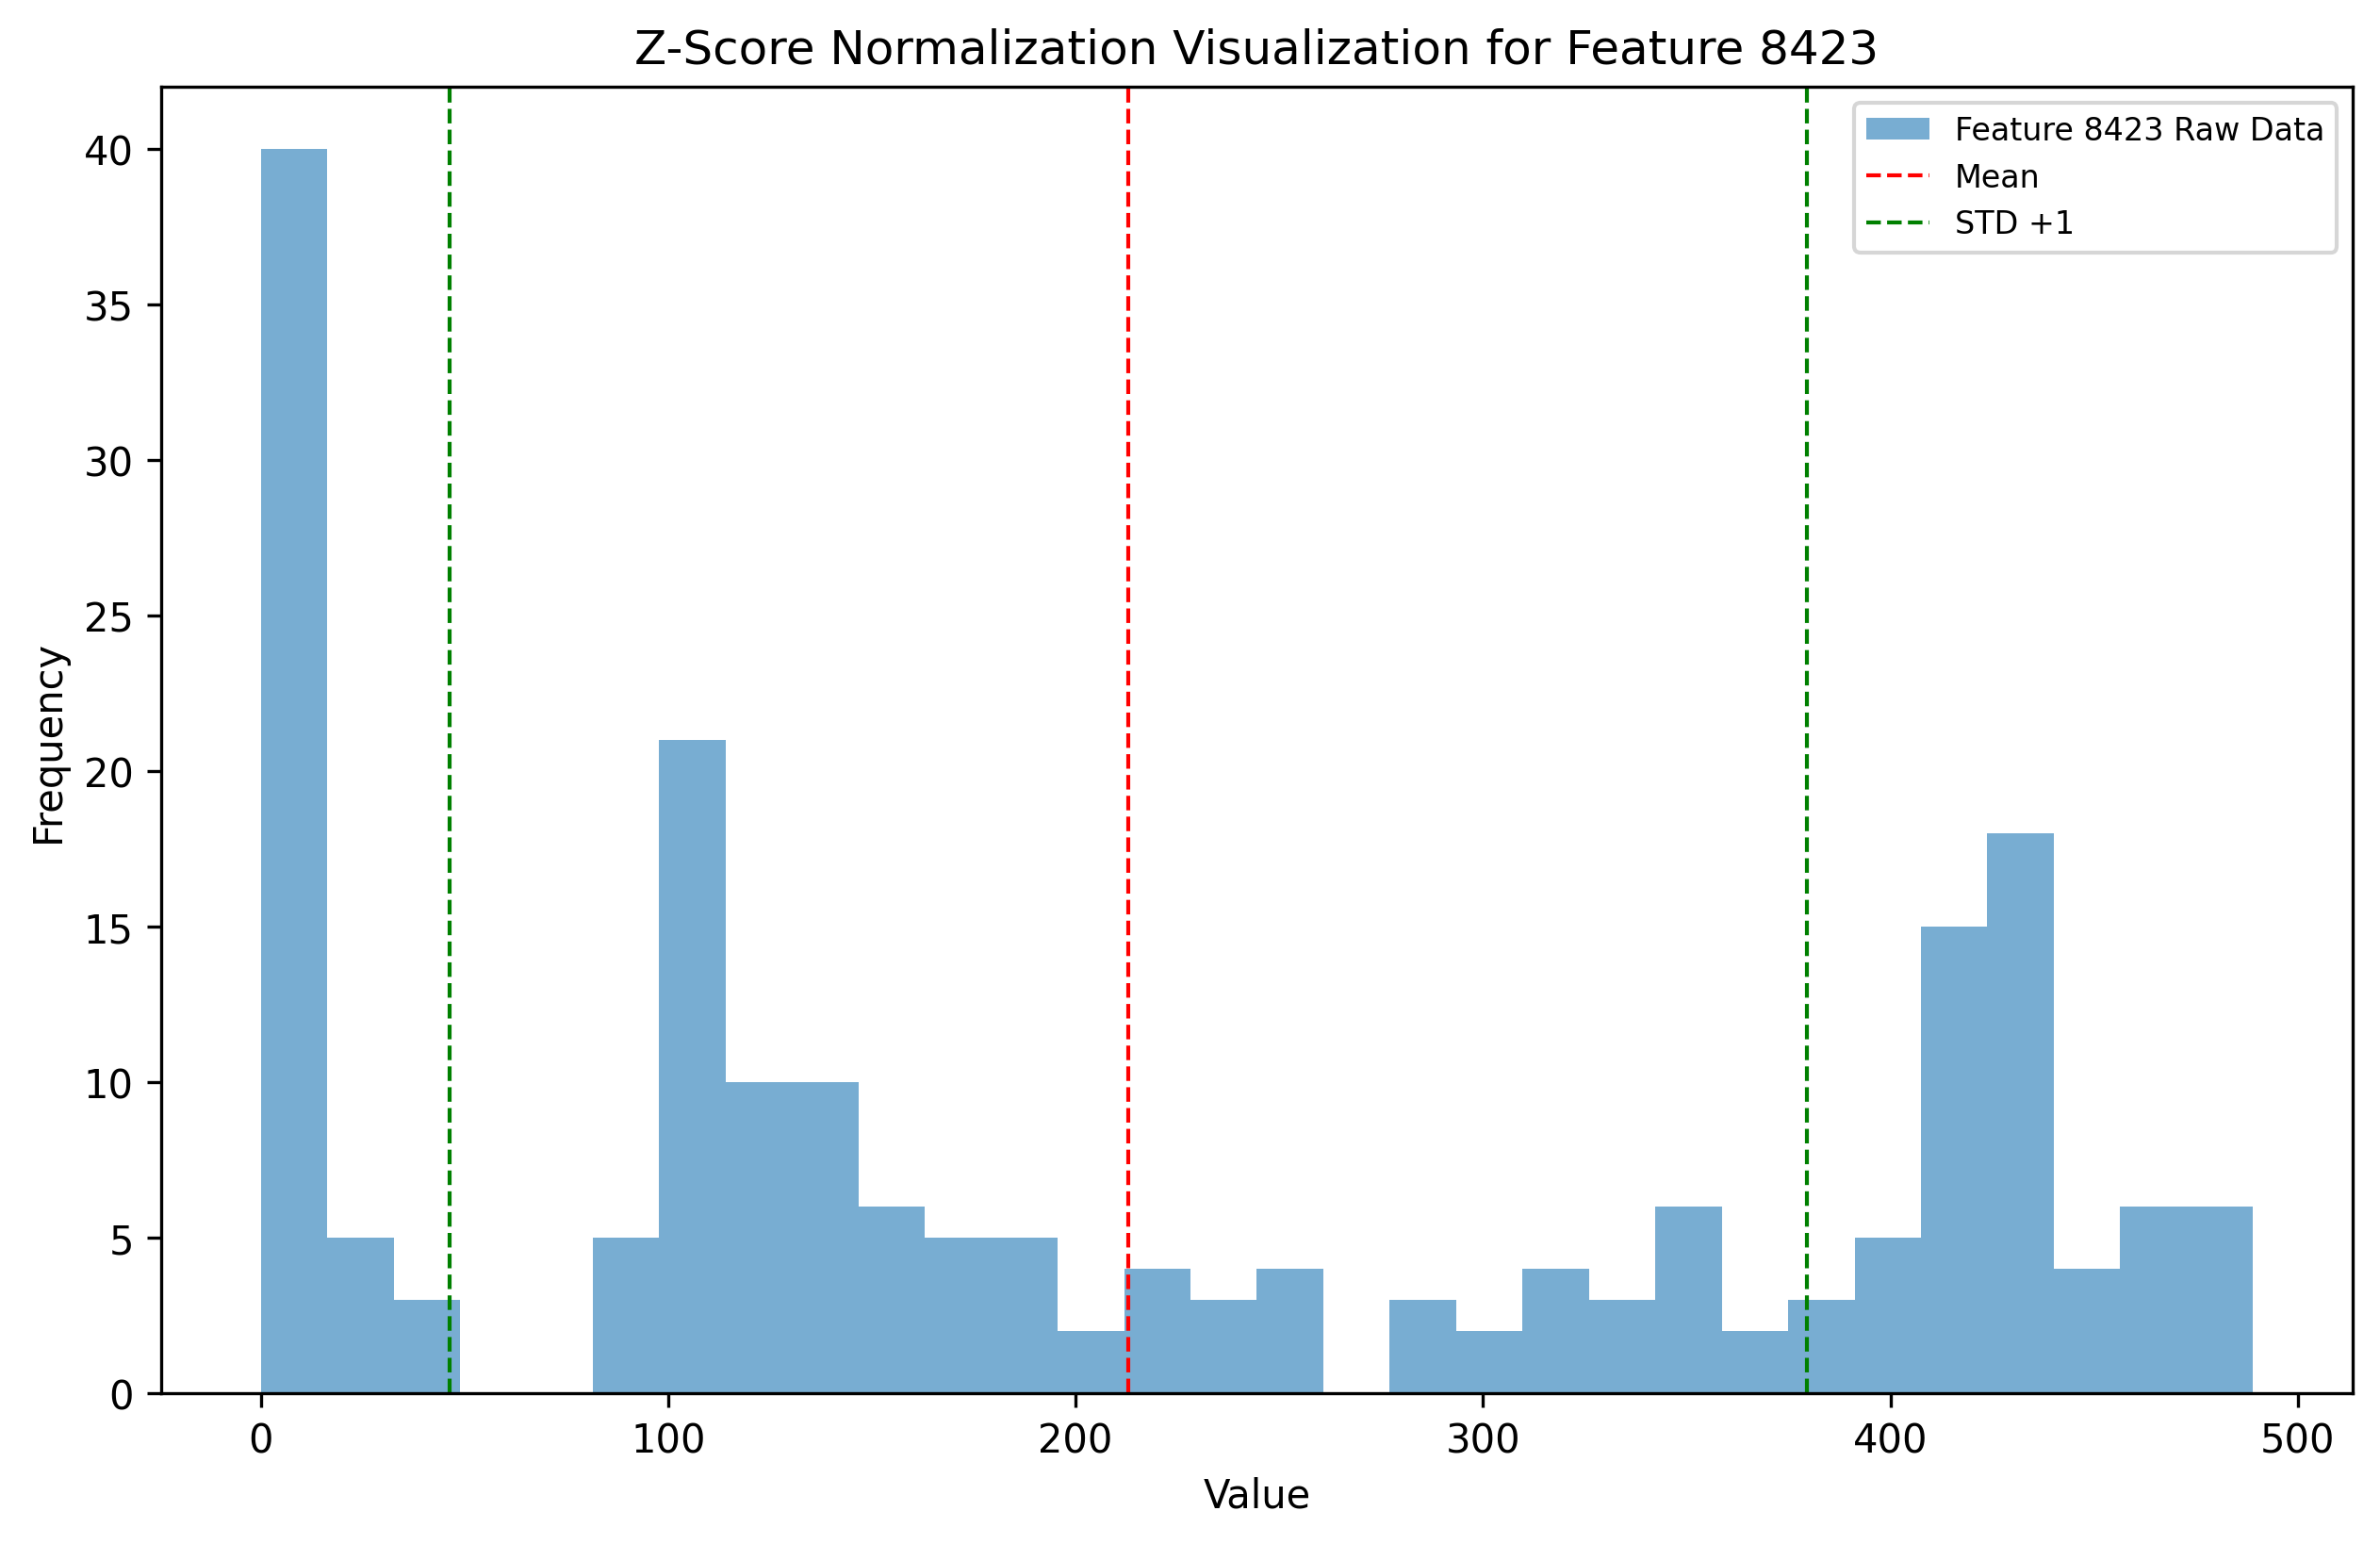 Z-Score Normalization Visualization for Feature 8423
Feature 8423 Raw Data
Mean
STD +1
40
35
30
25
20
15
10
5
0
Frequency
0 100 200 300 400 500
Value